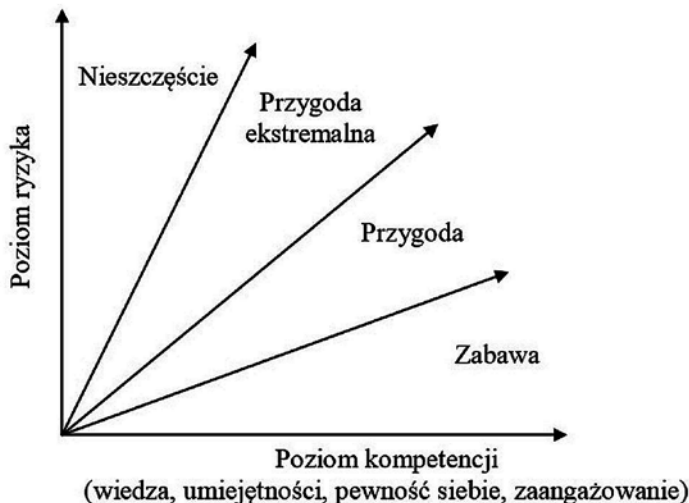 Nieszczęście
Przygoda
ekstremalna
Poziom ryzyka
Przygoda
Zabawa
Poziom kompetencji
(wiedza, umiejętności, pewność siebie, zaangażowanie)